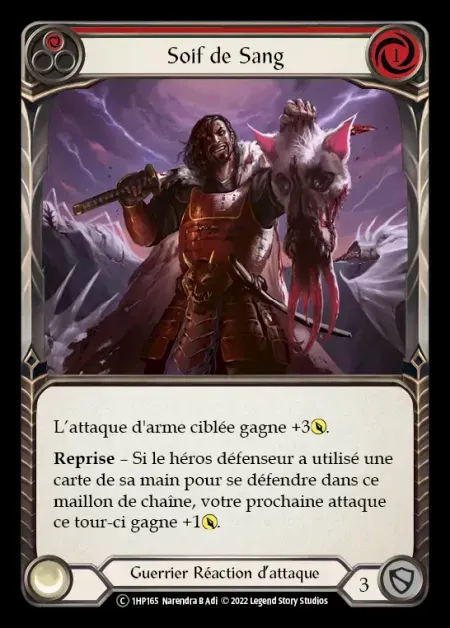 Soif de Sang
1
L'attaque d'arme ciblée gagne +3.
Reprise – Si le héros défenseur a utilisé une
carte de sa main pour se défendre dans ce
maillon de chaîne, votre prochaine attaque
ce tour-ci gagne +1.
Guerrier Réaction d'attaque
3
C 1HP165 Narendra B Adi © 2022 Legend Story Studios